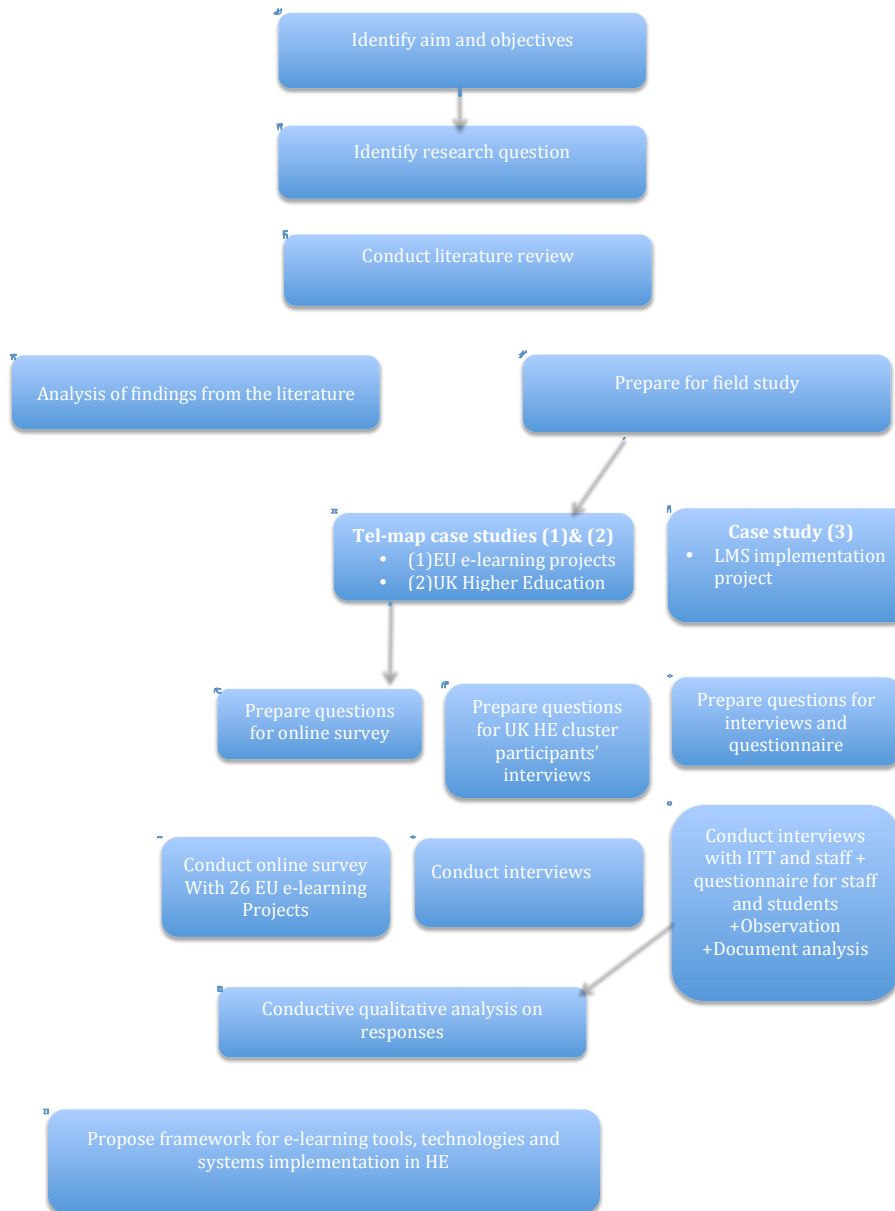 Identify aim and objectives
Identify research question
Conduct literature review
Analysis of findings from the literature
Prepare for field study
Tel-map case studies (1)& (2)
• (1)EU e-learning projects
• (2)UK Higher Education
Case study (3)
• LMS implementation
project
Prepare questions
for online survey
Prepare questions
for UK HE cluster
participants'
interviews
Prepare questions for
interviews and
questionnaire
Conduct online survey
With 26 EU e-learning
Projects
Conduct interviews
Conduct interviews
with ITT and staff +
questionnaire for staff
and students
+Observation
+Document analysis
Conductive qualitative analysis on
responses
Propose framework for e-learning tools, technologies and
systems implementation in HE